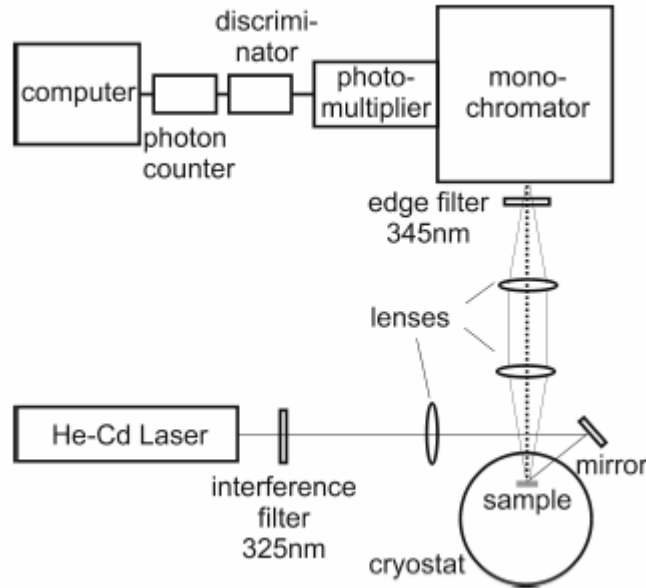 discrimi-
nator
computer
photo-
multiplier
mono-
chromator
photon
counter
edge filter
345nm
lenses
He-Cd Laser
interference
filter
325nm
mirror
sample
cryostat